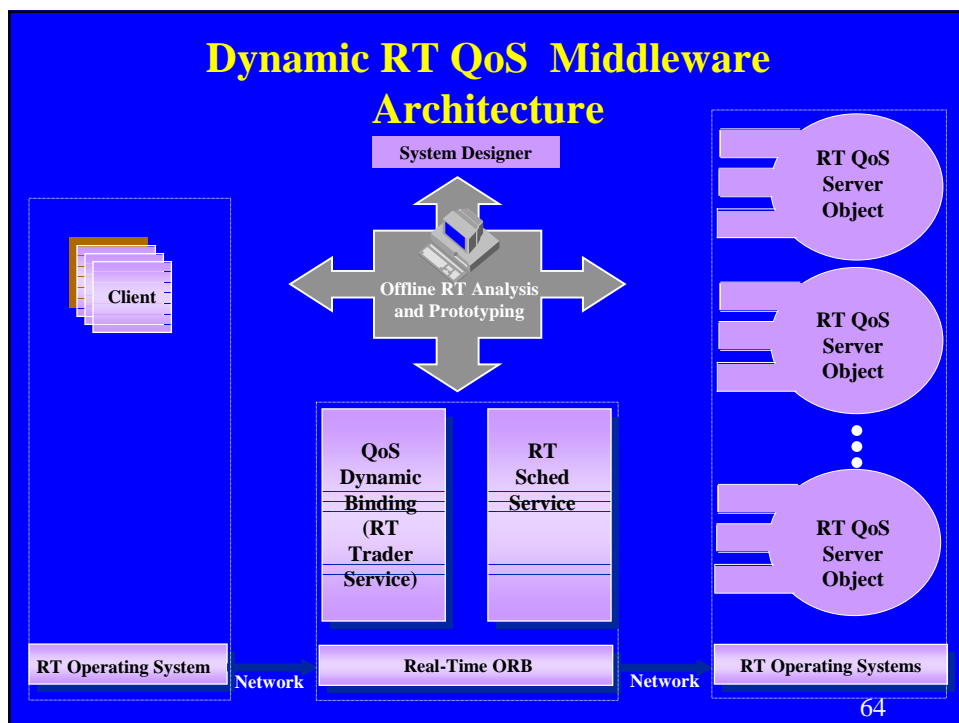 Dynamic RT QoS Middleware
Architecture
System Designer
Client
Offline RT Analysis
and Prototyping
RT QoS
Server
Object
RT QoS
Server
Object
QoS
Dynamic
Binding
(RT
Trader
Service)
RT
Sched
Service
RT QoS
Server
Object
RT Operating System
Network
Real-Time ORB
Network
RT Operating Systems
64